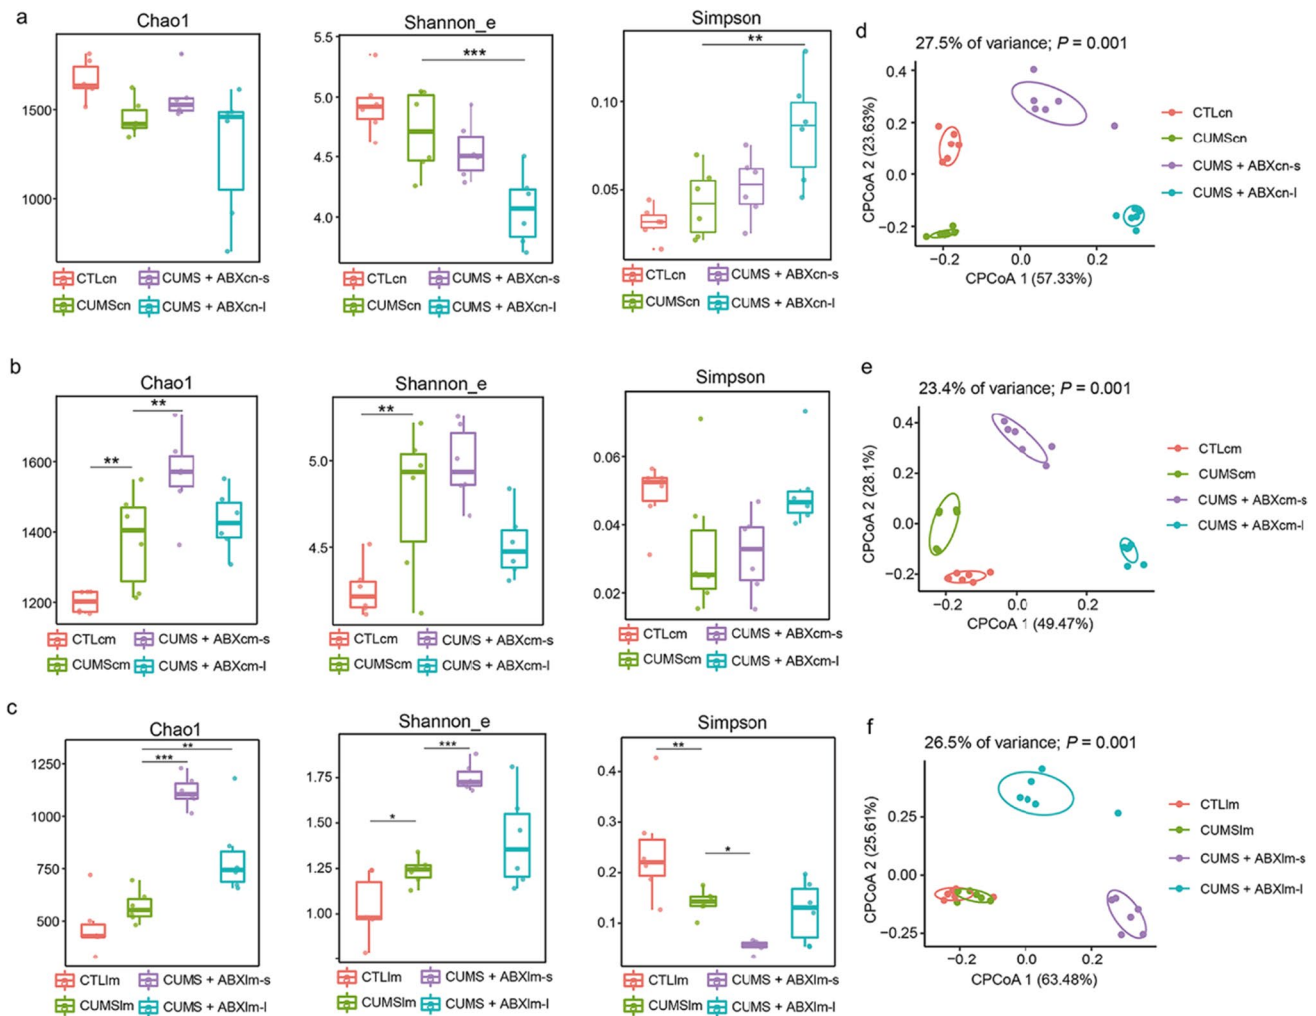 a
Chao1
1500
1000
CTLcn
CUMS + ABXcn-s
CUMScn
CUMS + ABXcn-l
Shannon_e
5.5
5.0
4.5
4.0
***
CTLcn
CUMS + ABXcn-s
CUMScn
CUMS + ABXcn-l
Simpson
0.10
0.05
**
CTLcn
CUMS + ABXcn-s
CUMScn
CUMS + ABXcn-l
d
27.5% of variance; P = 0.001
CPCoA 2 (23.63%)
0.4
0.2
0.0
−0.2
−0.2
0.0
0.2
CPCoA 1 (57.33%)
CTLcn
CUMScn
CUMS + ABXcn-s
CUMS + ABXcn-l
b
Chao1
1600
1400
1200
**
**
CTLcm
CUMS + ABXcm-s
CUMScm
CUMS + ABXcm-l
Shannon_e
5.0
4.5
**
CTLcm
CUMS + ABXcm-s
CUMScm
CUMS + ABXcm-l
Simpson
0.06
0.04
0.02
CTLcm
CUMS + ABXcm-s
CUMScm
CUMS + ABXcm-l
e
23.4% of variance; P = 0.001
CPCoA 2 (28.1%)
0.4
0.2
0.0
−0.2
−0.2
0.0
0.2
CPCoA 1 (49.47%)
CTLcm
CUMScm
CUMS + ABXcm-s
CUMS + ABXcm-l
c
Chao1
1250
1000
750
500
**
***
CTLlm
CUMS + ABXlm-s
CUMSlm
CUMS + ABXlm-l
Shannon_e
1.75
1.50
1.25
1.00
***
*
CTLlm
CUMS + ABXlm-s
CUMSlm
CUMS + ABXlm-l
Simpson
0.4
0.3
0.2
0.1
**
*
CTLlm
CUMS + ABXlm-s
CUMSlm
CUMS + ABXlm-l
f
26.5% of variance; P = 0.001
CPCoA 2 (25.61%)
0.25
0.00
−0.25
−0.2
0.0
0.2
CPCoA 1 (63.48%)
CTLlm
CUMSlm
CUMS + ABXlm-s
CUMS + ABXlm-l